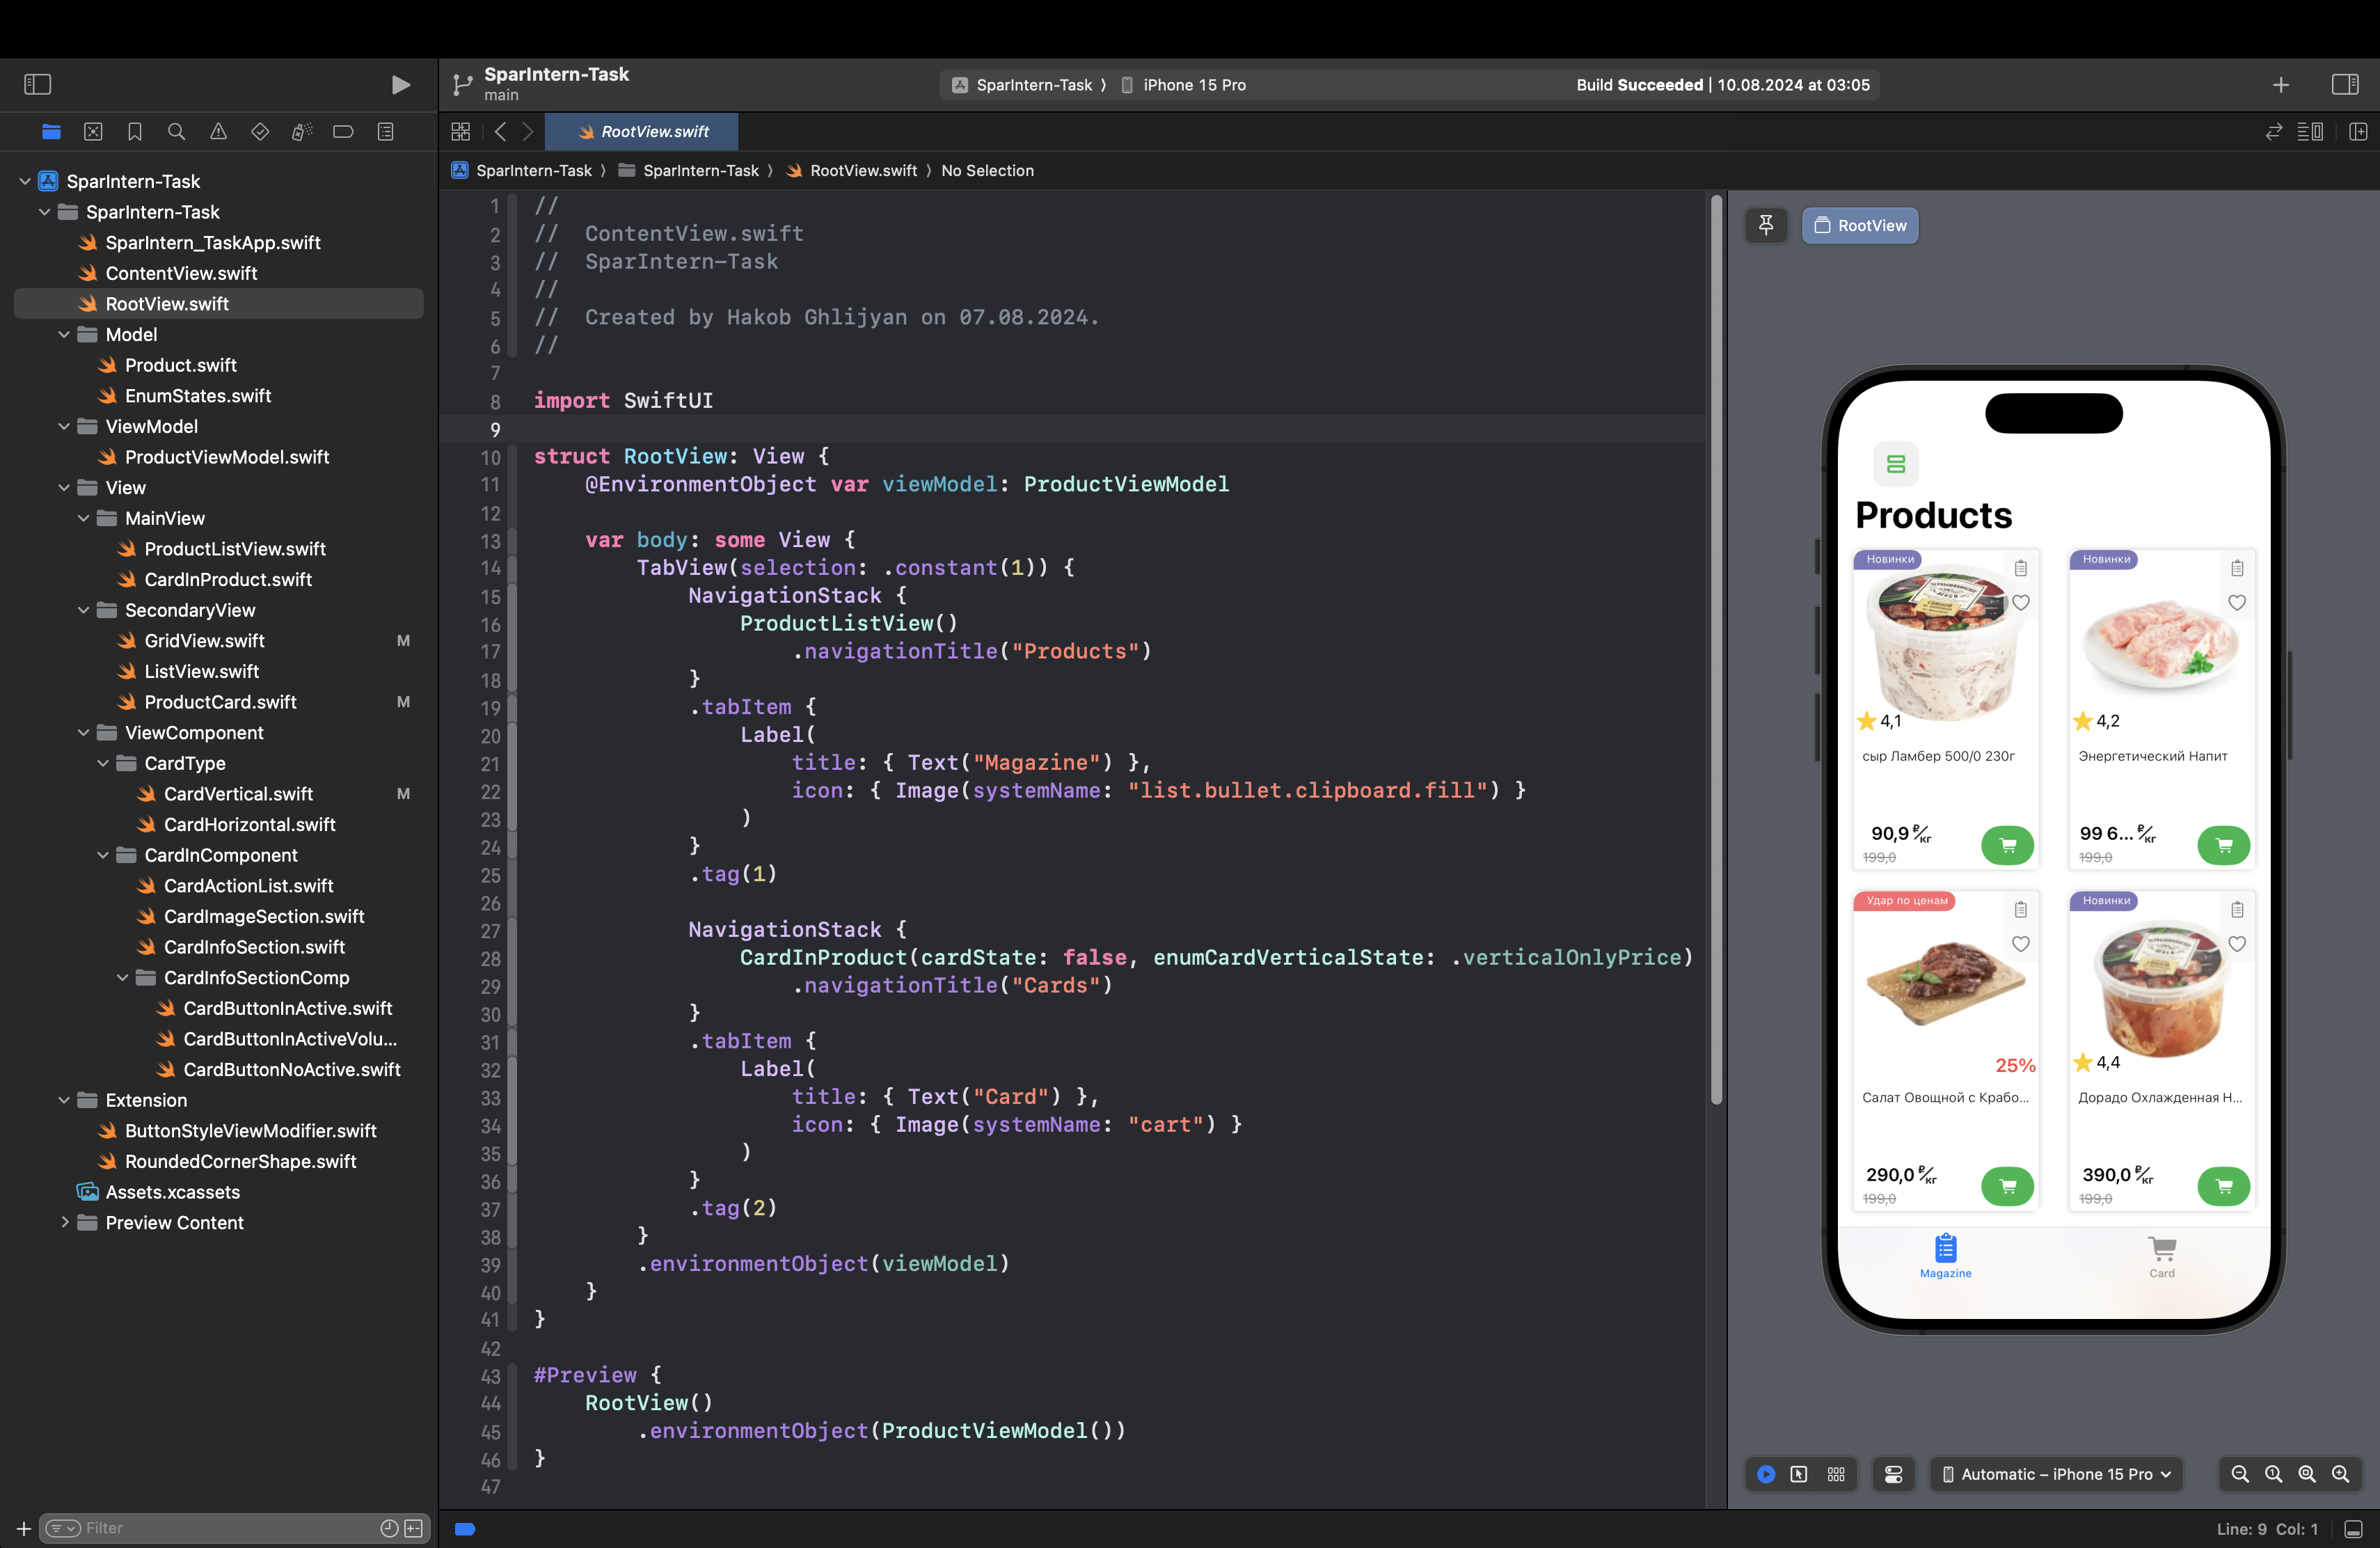 SparIntern-Task
main
SparIntern-Task 〉 iPhone 15 Pro
Build Succeeded | 10.08.2024 at 03:05
RootView.swift
SparIntern-Task 〉 SparIntern-Task 〉 RootView.swift 〉 No Selection
SparIntern-Task
SparIntern-Task
SparIntern_TaskApp.swift
ContentView.swift
RootView.swift
Model
Product.swift
EnumStates.swift
ViewModel
ProductViewModel.swift
View
MainView
ProductListView.swift
CardInProduct.swift
SecondaryView
GridView.swift M
ListView.swift
ProductCard.swift M
ViewComponent
CardType
CardVertical.swift M
CardHorizontal.swift
CardInComponent
CardActionList.swift
CardImageSection.swift
CardInfoSection.swift
CardInfoSectionComp
CardButtonInActive.swift
CardButtonInActiveVolu...
CardButtonNoActive.swift
Extension
ButtonStyleViewModifier.swift
RoundedCornerShape.swift
Assets.xcassets
Preview Content
Filter
1 //
2 //  ContentView.swift
3 //  SparIntern-Task
4 //
5 //  Created by Hakob Ghlijyan on 07.08.2024.
6 //
7
8 import SwiftUI
9
10 struct RootView: View {
11     @EnvironmentObject var viewModel: ProductViewModel
12
13     var body: some View {
14         TabView(selection: .constant(1)) {
15             NavigationStack {
16                 ProductListView()
17                     .navigationTitle("Products")
18             }
19             .tabItem {
20                 Label(
21                     title: { Text("Magazine") },
22                     icon: { Image(systemName: "list.bullet.clipboard.fill") }
23                 )
24             }
25             .tag(1)
26
27             NavigationStack {
28                 CardInProduct(cardState: false, enumCardVerticalState: .verticalOnlyPrice)
29                     .navigationTitle("Cards")
30             }
31             .tabItem {
32                 Label(
33                     title: { Text("Card") },
34                     icon: { Image(systemName: "cart") }
35                 )
36             }
37             .tag(2)
38         }
39         .environmentObject(viewModel)
40     }
41 }
42
43 #Preview {
44     RootView()
45         .environmentObject(ProductViewModel())
46 }
47
RootView
Products
Новинки
4,1
сыр Ламбер 500/0 230г
90,9 ₽/кг
199,0
Новинки
4,2
Энергетический Напит
99 6... ₽/кг
199,0
Удар по ценам
25%
Салат Овощной с Крабо...
290,0 ₽/кг
199,0
Новинки
4,4
Дорадо Охлажденная Н...
390,0 ₽/кг
199,0
Magazine
Card
Automatic – iPhone 15 Pro
Line: 9 Col: 1